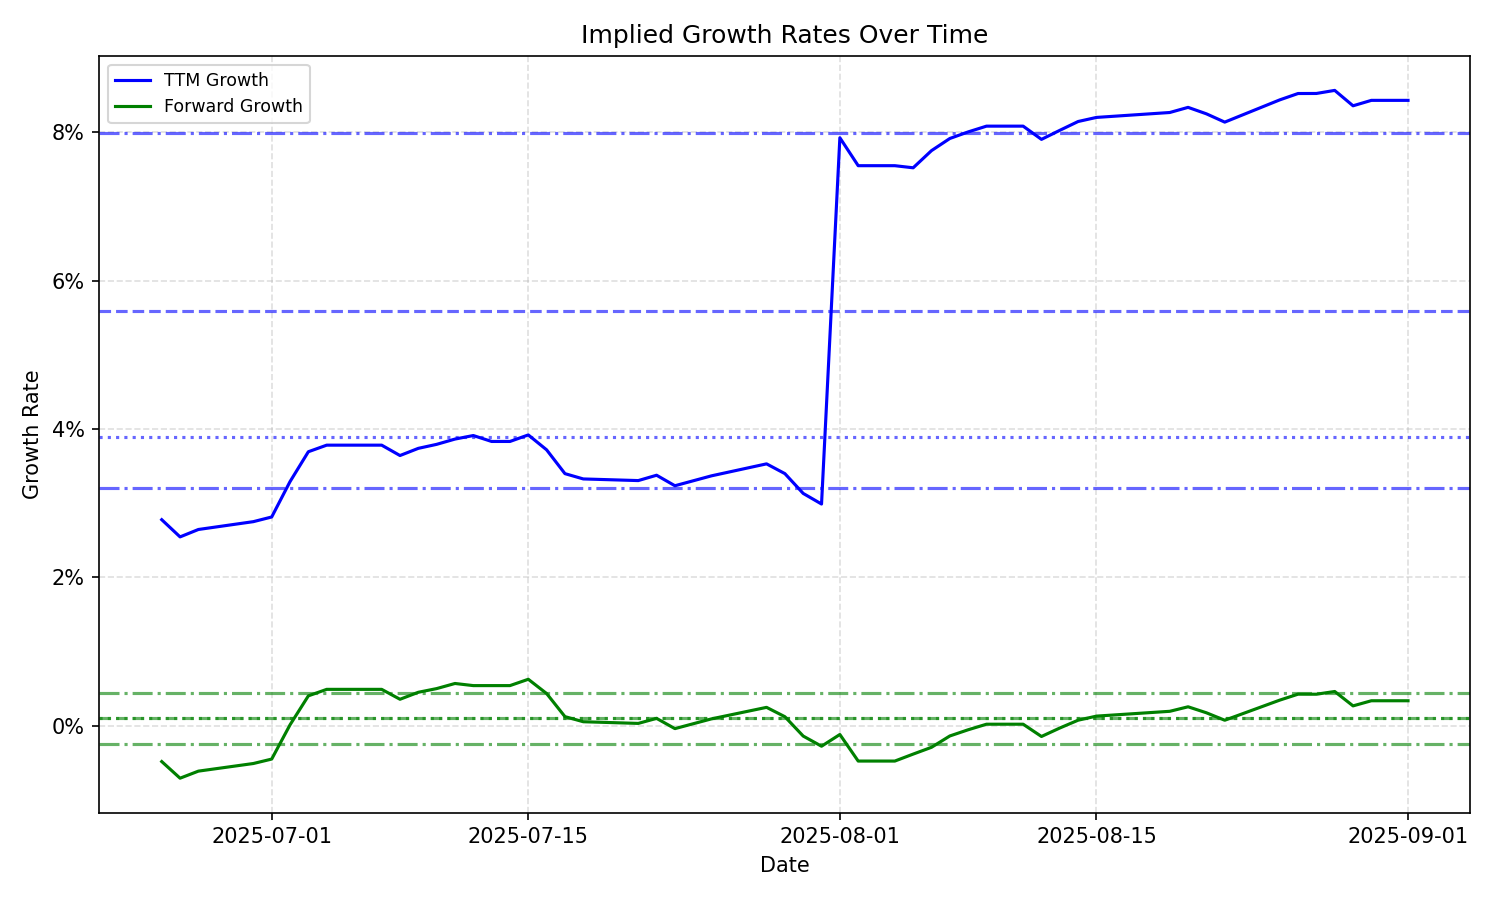 Implied Growth Rates Over Time
TTM Growth
Forward Growth
8%
6%
4%
2%
0%
Growth Rate
2025-07-01
2025-07-15
2025-08-01
2025-08-15
2025-09-01
Date